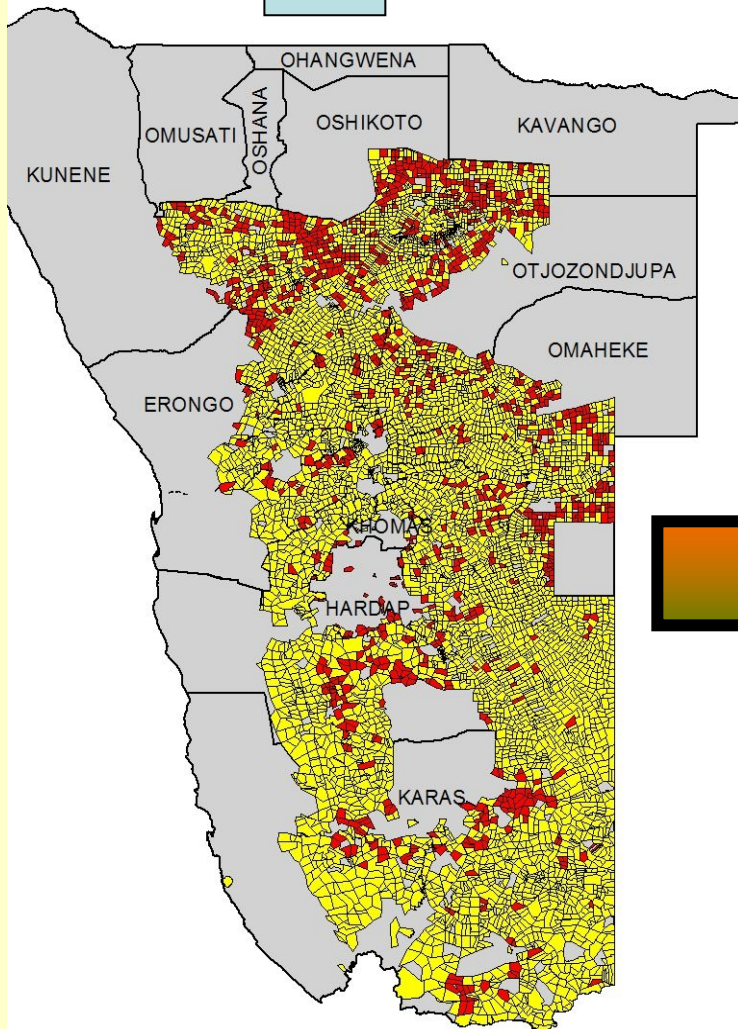 OHANGWENA
OMUSATI
OSHANA
OSHIKOTO
KAVANGO
KUNENE
OTJOZONDJUPA
OMAHEKE
ERONGO
KHOMAS
HARDAP
KARAS